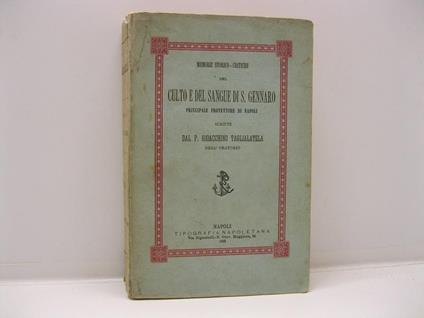 MEMORIE STORICO-CRITICHE
DEL
CULTO E DEL SANGUE DI S. GENNARO
PRINCIPALE PROTETTORE DI NAPOLI
SCRITTE
DAL P. GIOACCHINO TAGLIALATELA
DELL'ORATORIO
NAPOLI
TIPOGRAFIA NAPOLETANA